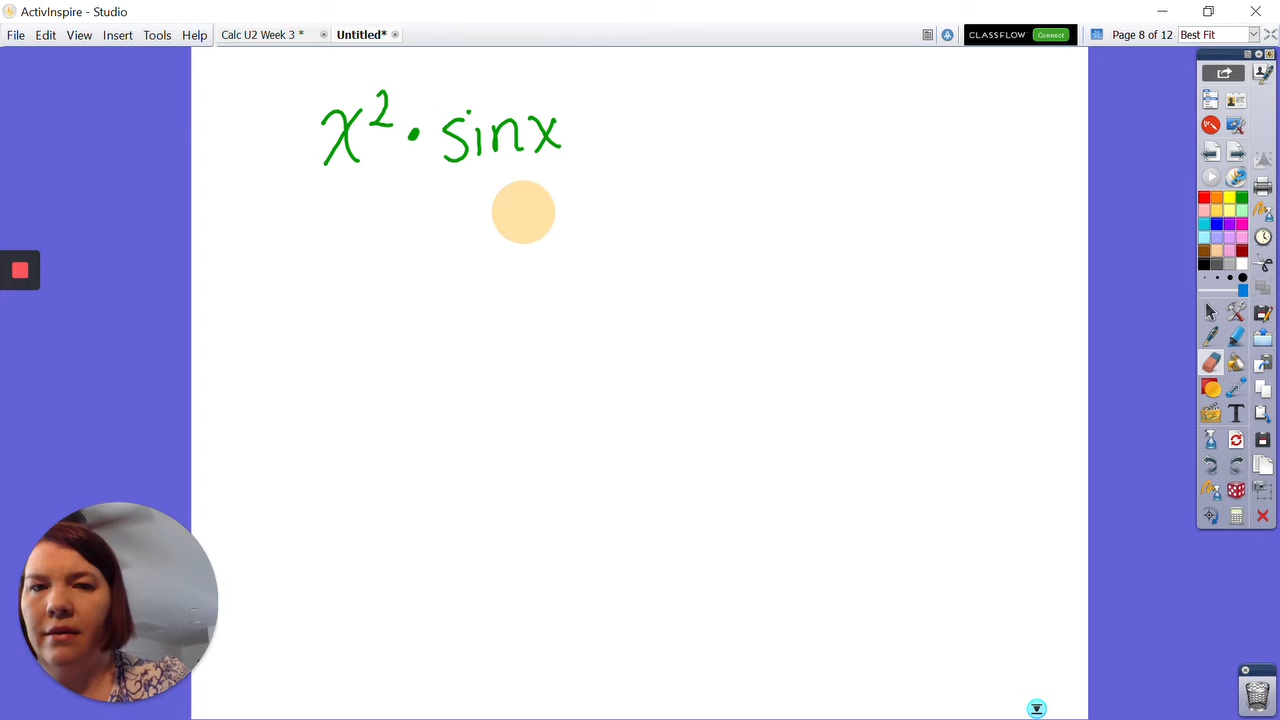 ActivInspire - Studio
File Edit View Insert Tools Help Calc U2 Week 3 * Untitled* CLASSFLOW Connect Page 8 of 12 Best Fit
x² · sinx
T